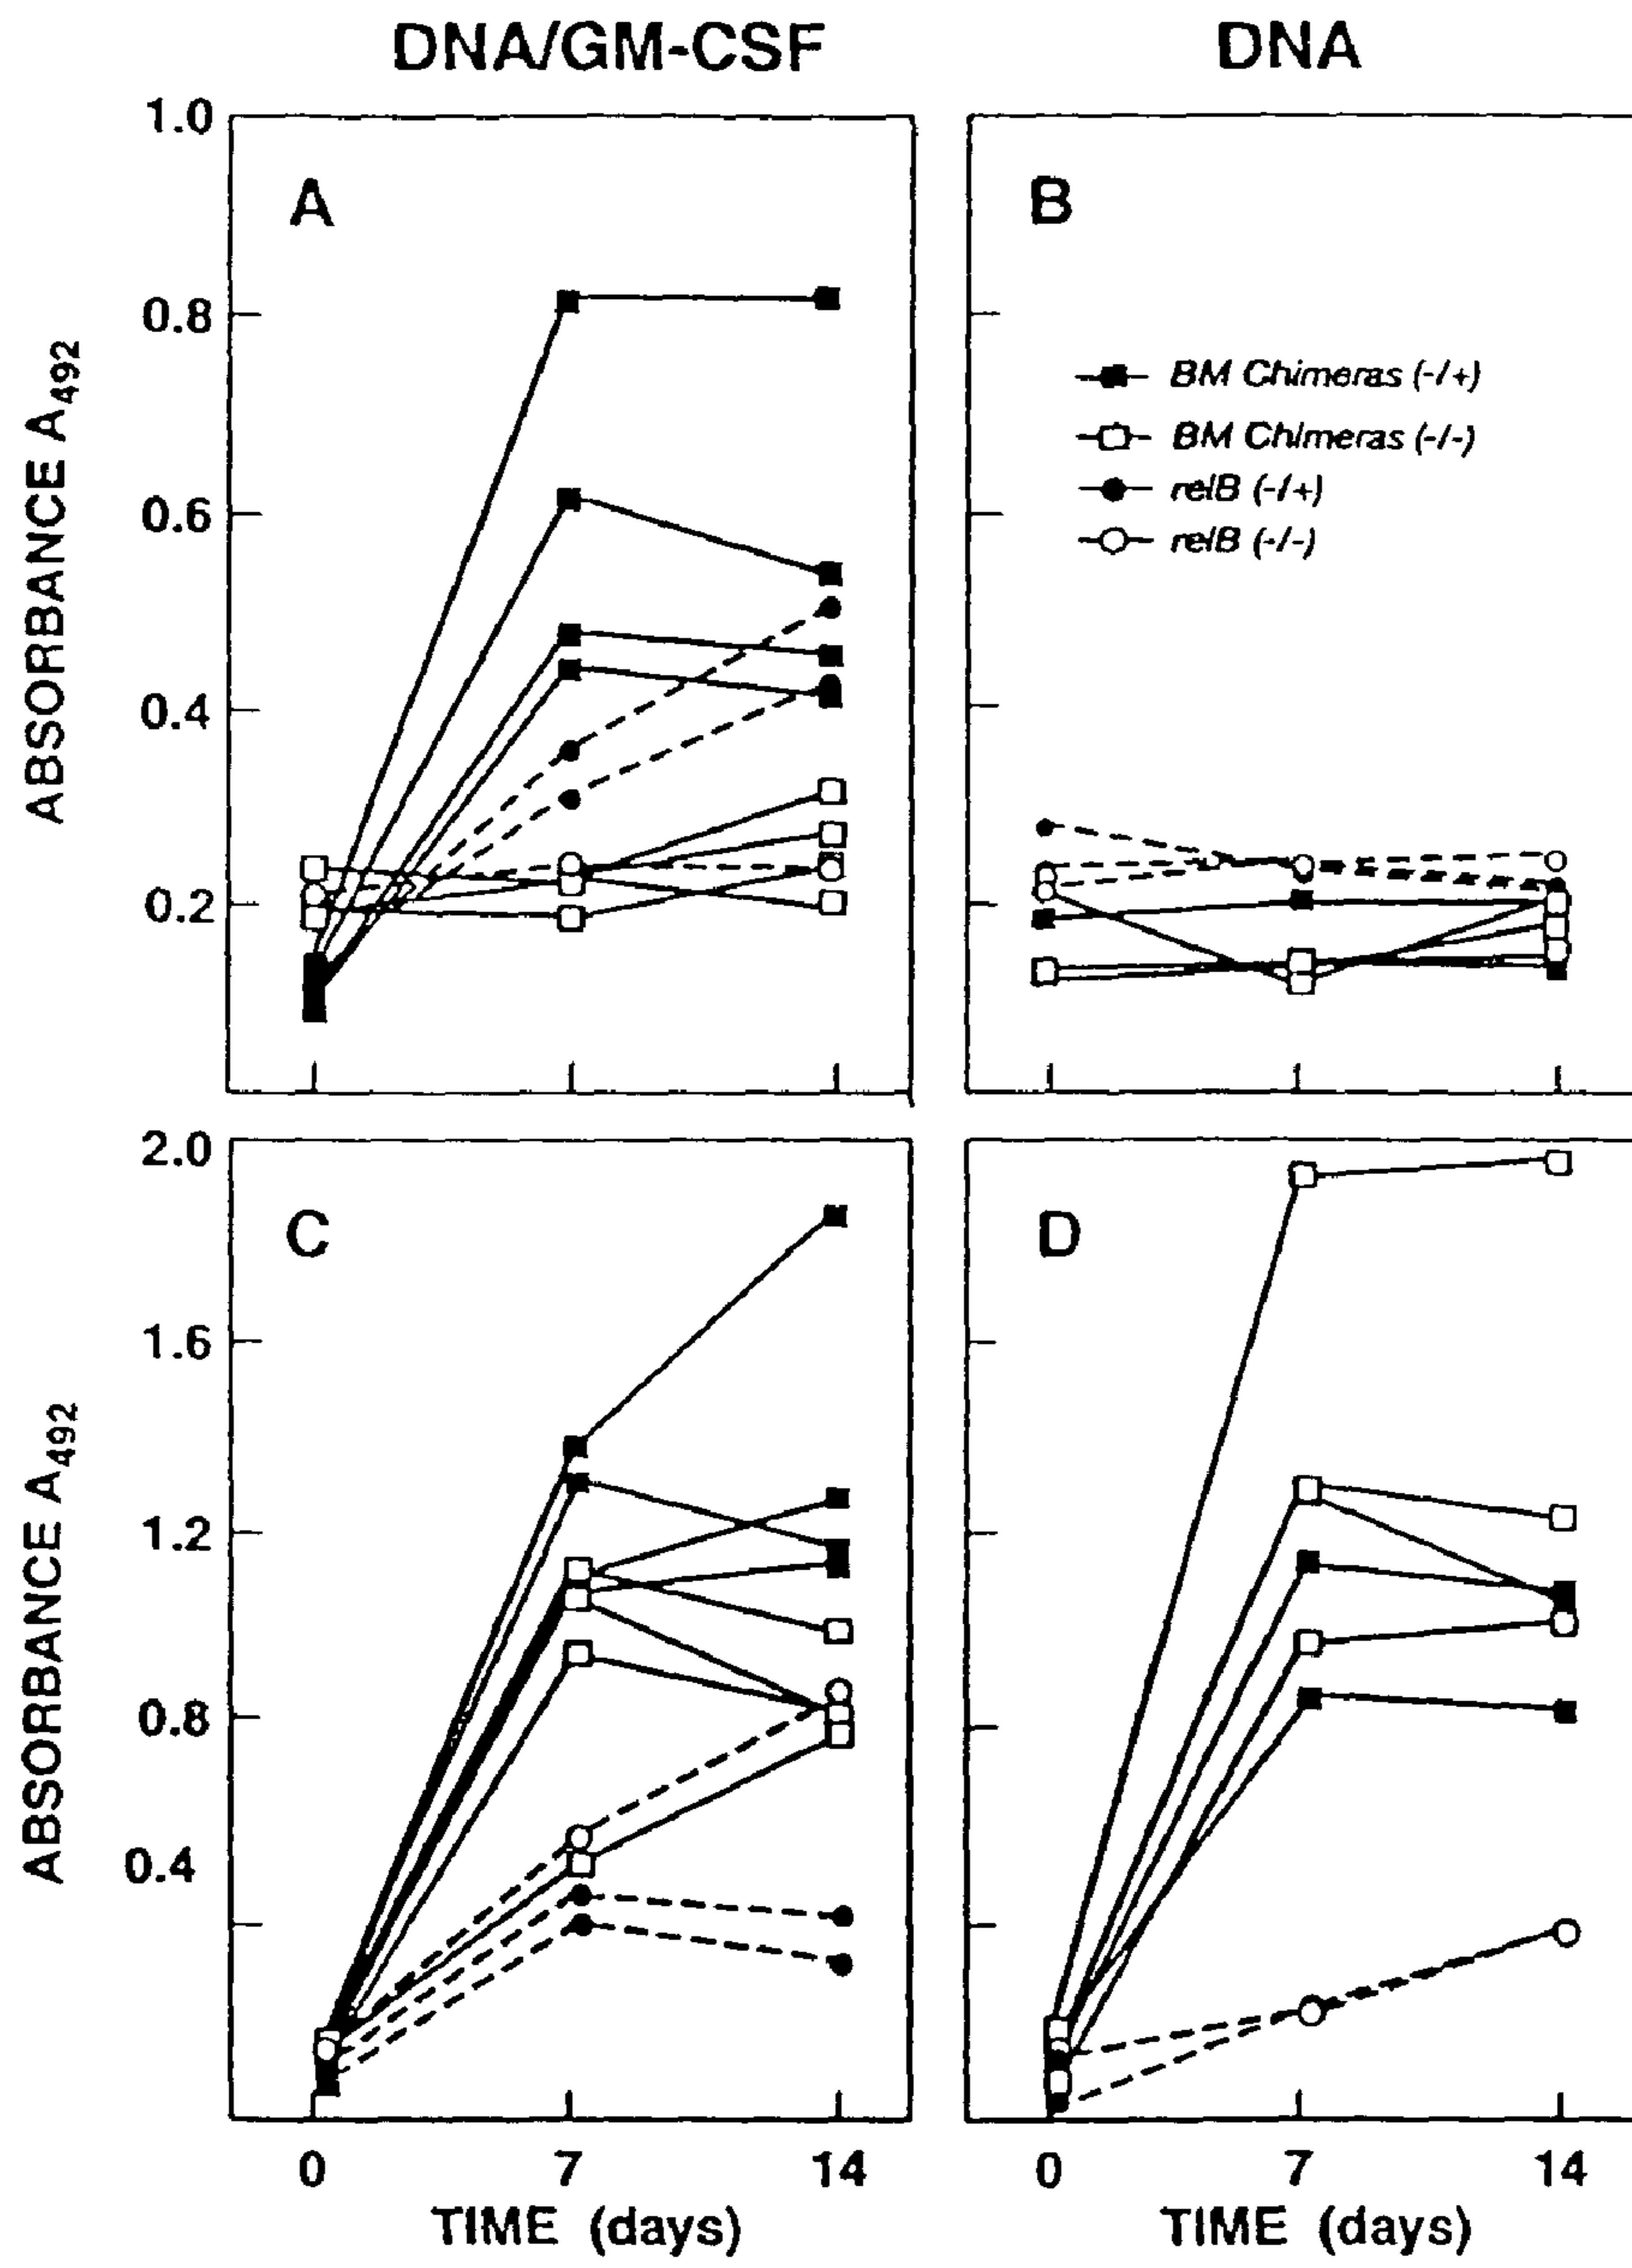 DNA/GM-CSF
DNA
1.0
0.8
0.6
0.4
0.2
ABSORBANCE A492
A
B
BM Chimeras (-/+)
BM Chimeras (-/-)
relB (-/+)
relB (-/-)
2.0
1.6
1.2
0.8
0.4
ABSORBANCE A492
C
D
0 7 14
0 7 14
TIME (days)
TIME (days)